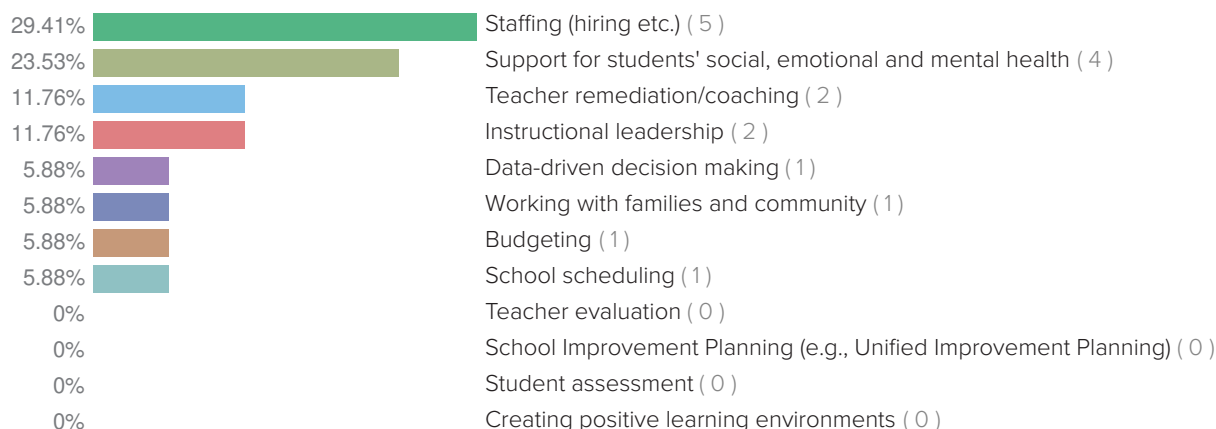 29.41% Staffing (hiring etc.) ( 5 )
23.53% Support for students' social, emotional and mental health ( 4 )
11.76% Teacher remediation/coaching ( 2 )
11.76% Instructional leadership ( 2 )
5.88% Data-driven decision making ( 1 )
5.88% Working with families and community ( 1 )
5.88% Budgeting ( 1 )
5.88% School scheduling ( 1 )
0% Teacher evaluation ( 0 )
0% School Improvement Planning (e.g., Unified Improvement Planning) ( 0 )
0% Student assessment ( 0 )
0% Creating positive learning environments ( 0 )